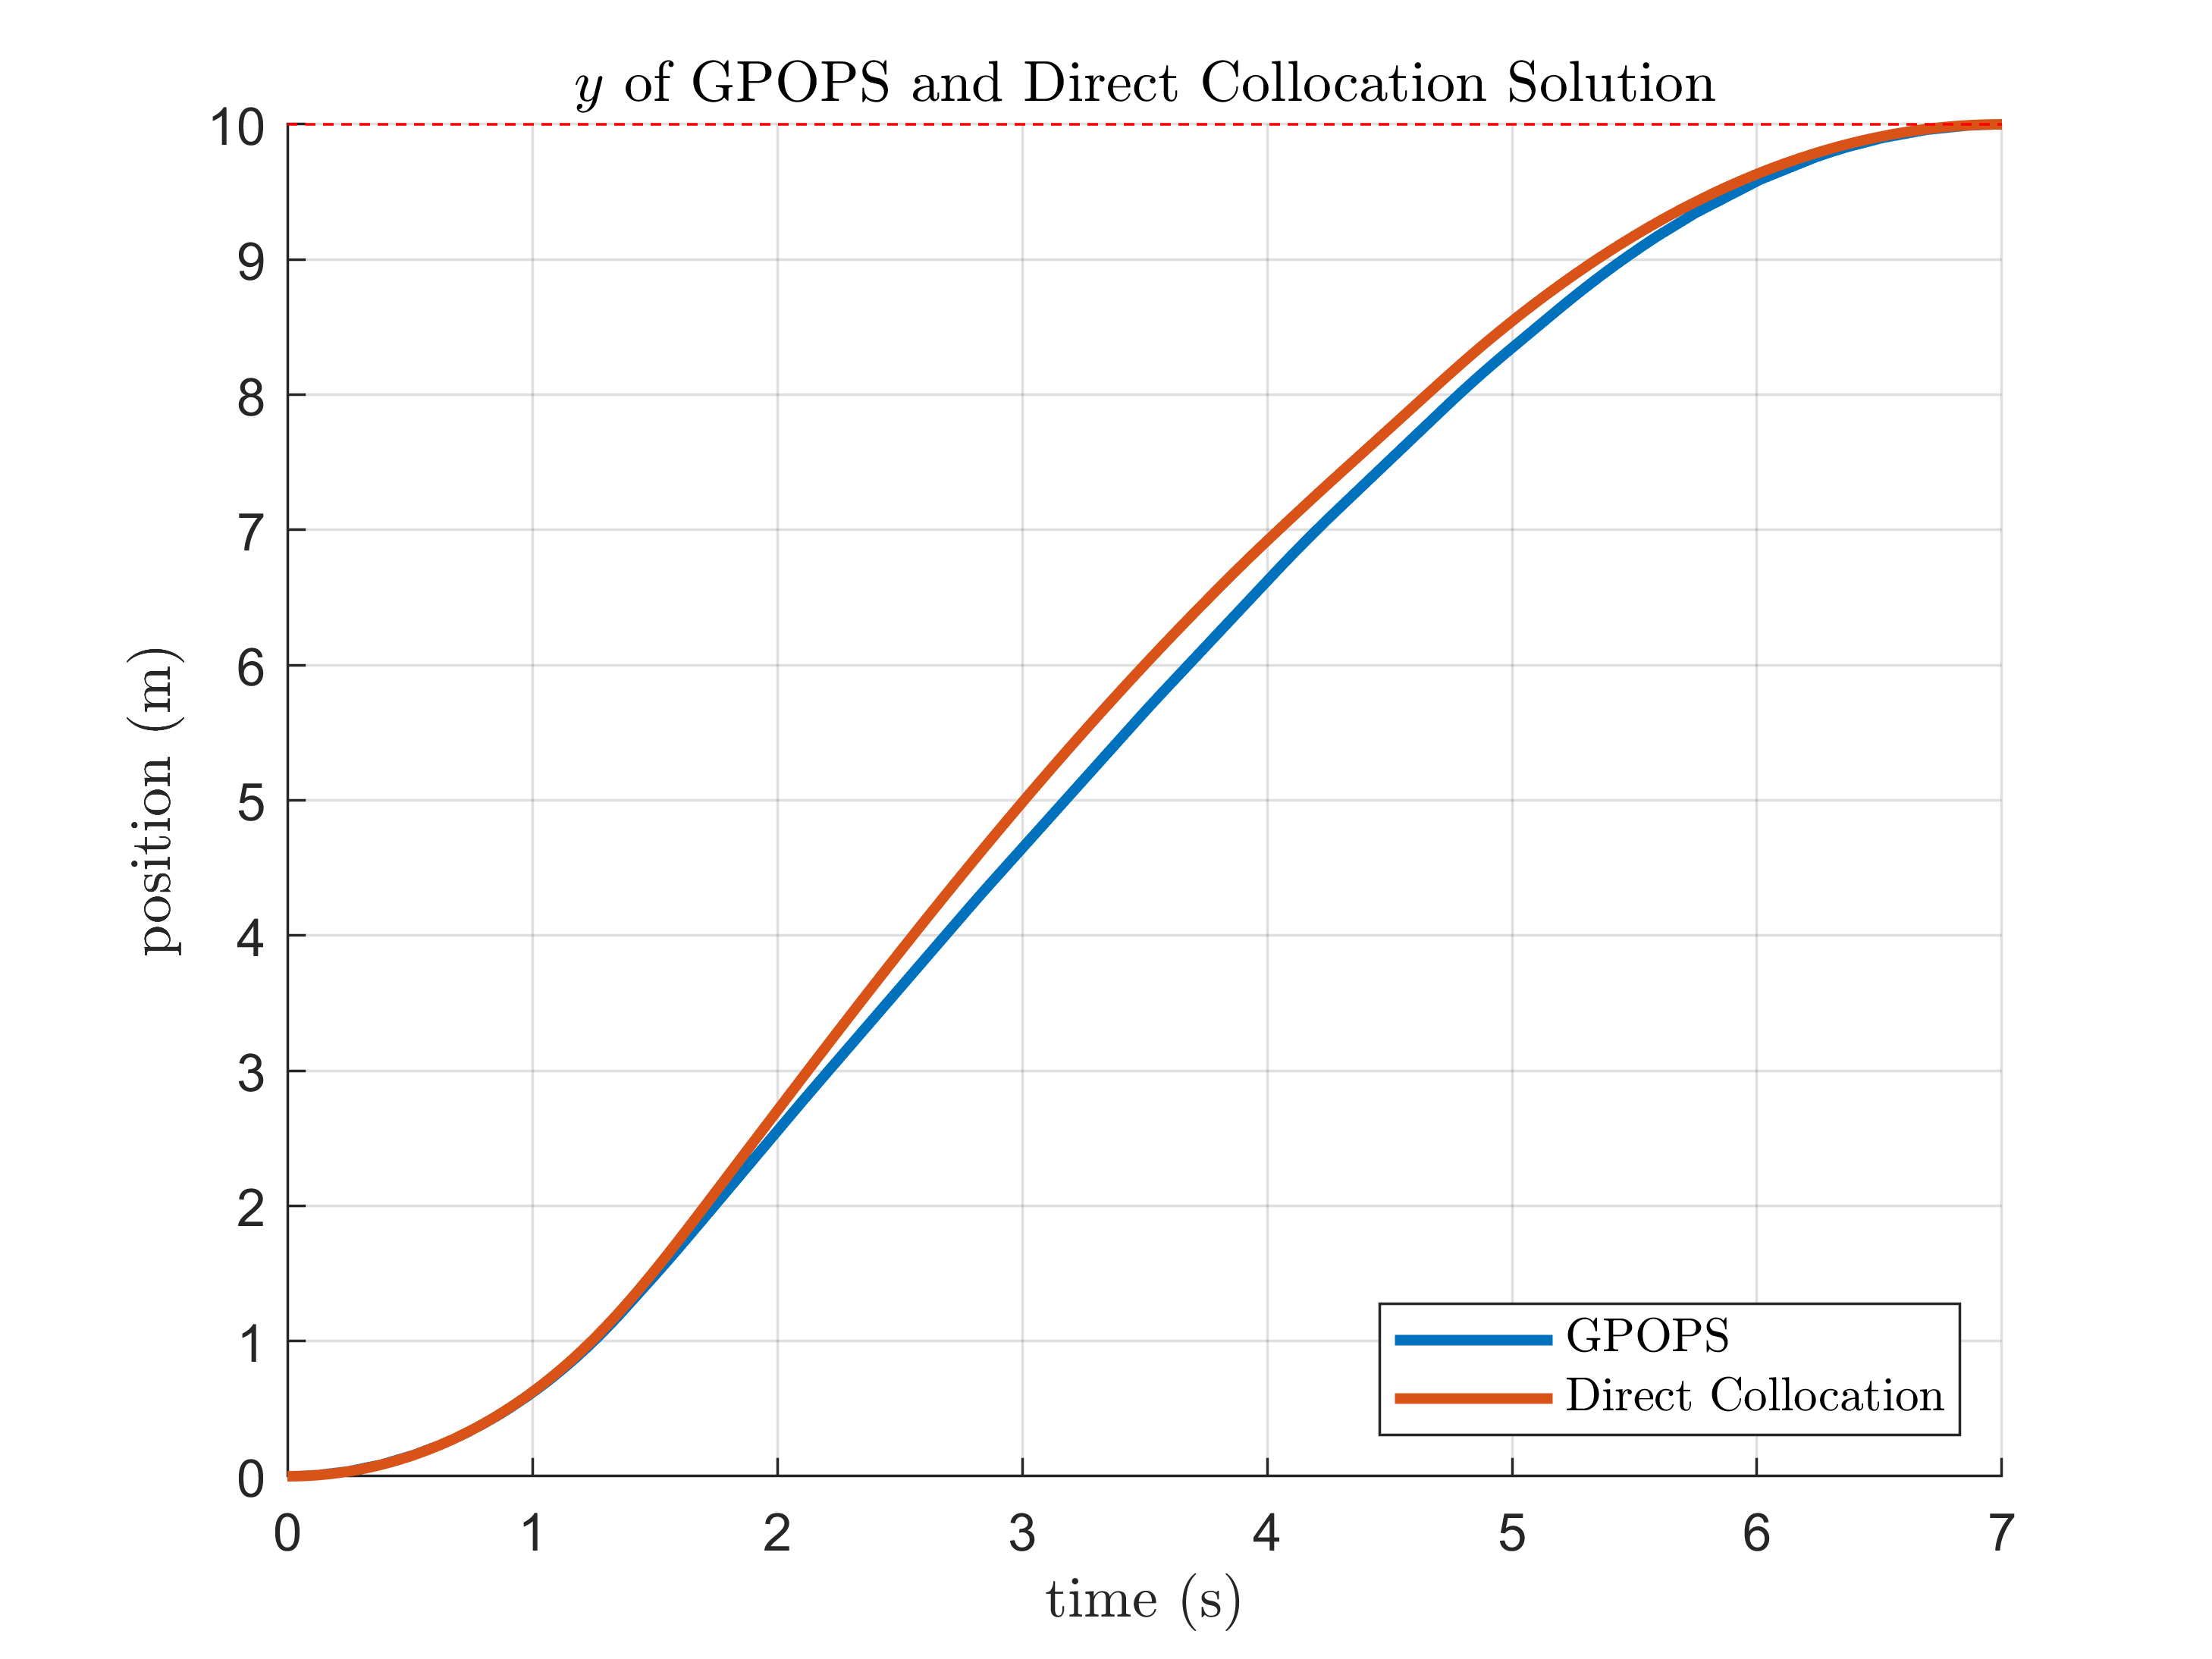 y of GPOPS and Direct Collocation Solution
10
9
8
7
6
5
4
3
2
1
0
position (m)
GPOPS
Direct Collocation
0 1 2 3 4 5 6 7
time (s)